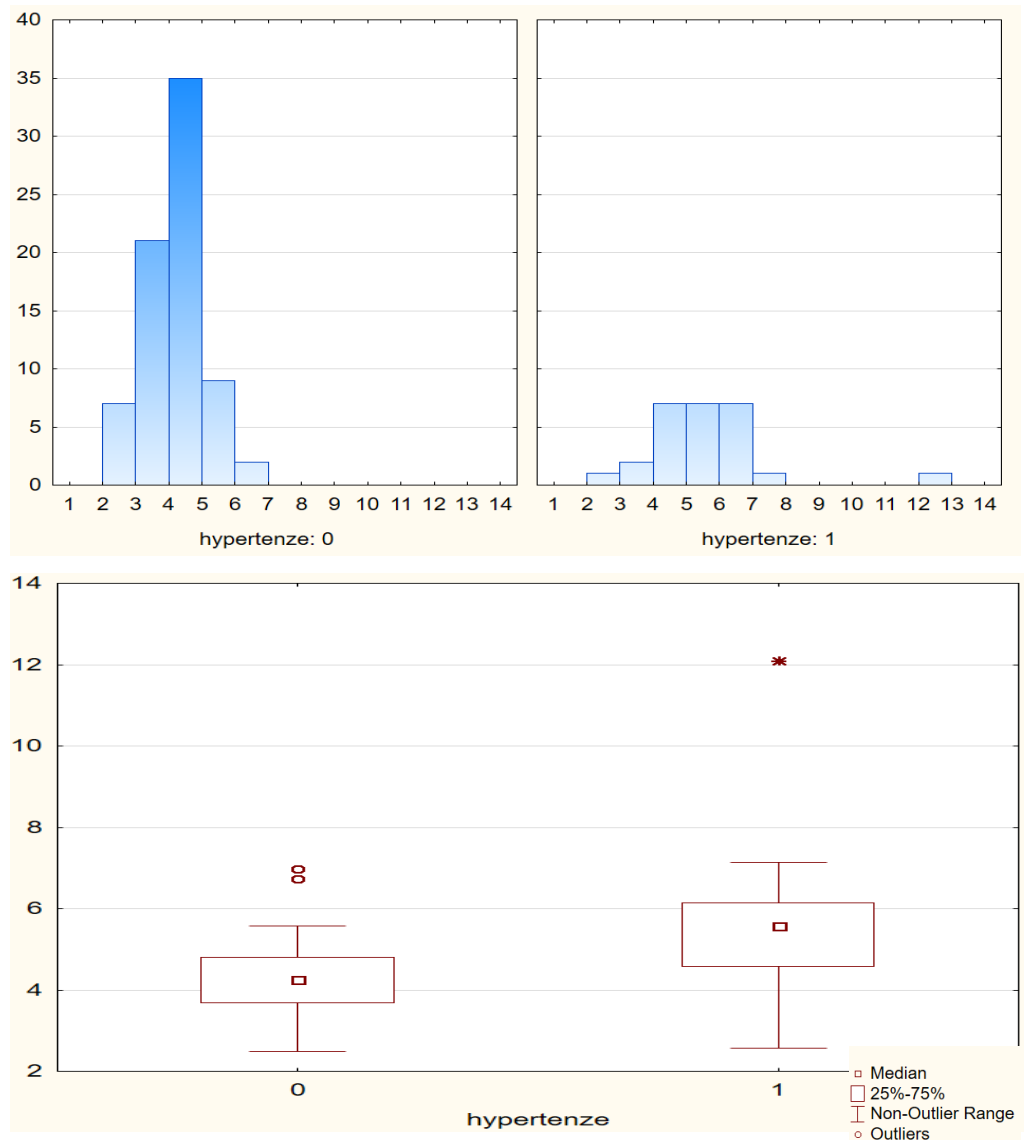 40
35
30
25
20
15
10
5
0
1 2 3 4 5 6 7 8 9 10 11 12 13 14
1 2 3 4 5 6 7 8 9 10 11 12 13 14
hypertenze: 0
hypertenze: 1
14
12
10
8
6
4
2
0
1
hypertenze
Median
25%-75%
Non-Outlier Range
Outliers